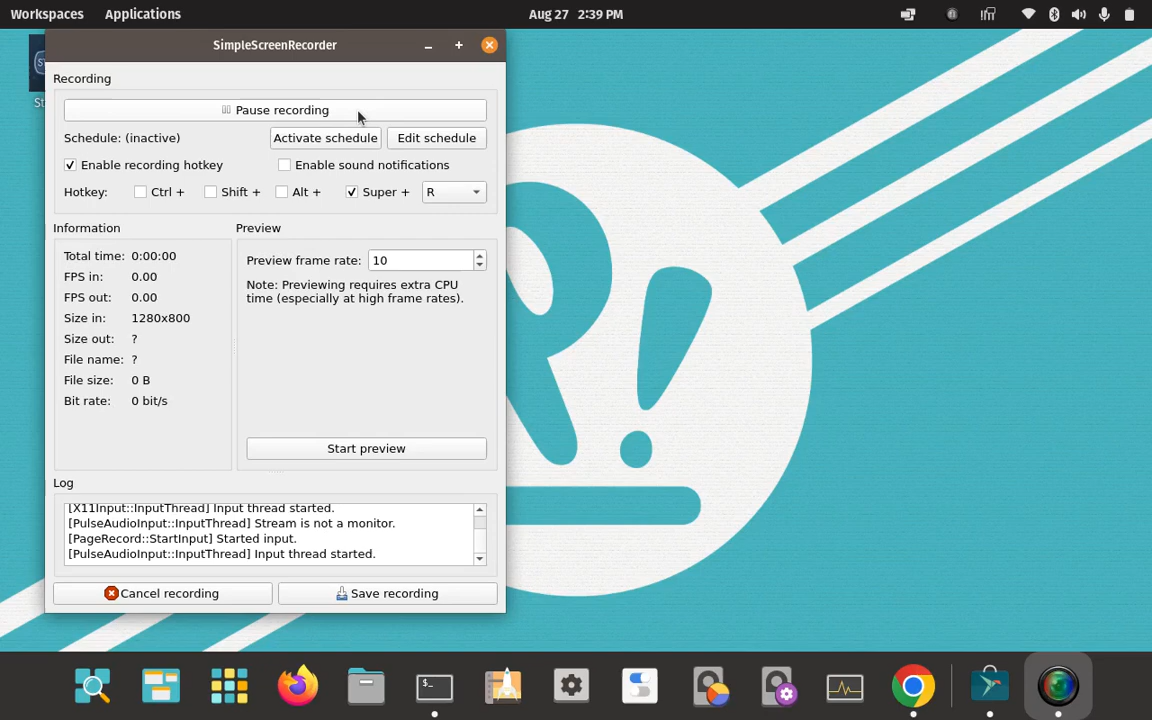 Workspaces Applications Aug 27 2:39 PM
SimpleScreenRecorder
Recording
Pause recording
Schedule: (inactive) Activate schedule Edit schedule
Enable recording hotkey Enable sound notifications
Hotkey: Ctrl + Shift + Alt + Super + R
Information
Total time: 0:00:00
FPS in: 0.00
FPS out: 0.00
Size in: 1280x800
Size out: ?
File name: ?
File size: 0 B
Bit rate: 0 bit/s
Preview
Preview frame rate: 10
Note: Previewing requires extra CPU
time (especially at high frame rates).
Start preview
Log
[X11Input::InputThread] Input thread started.
[PulseAudioInput::InputThread] Stream is not a monitor.
[PageRecord::StartInput] Started input.
[PulseAudioInput::InputThread] Input thread started.
Cancel recording Save recording